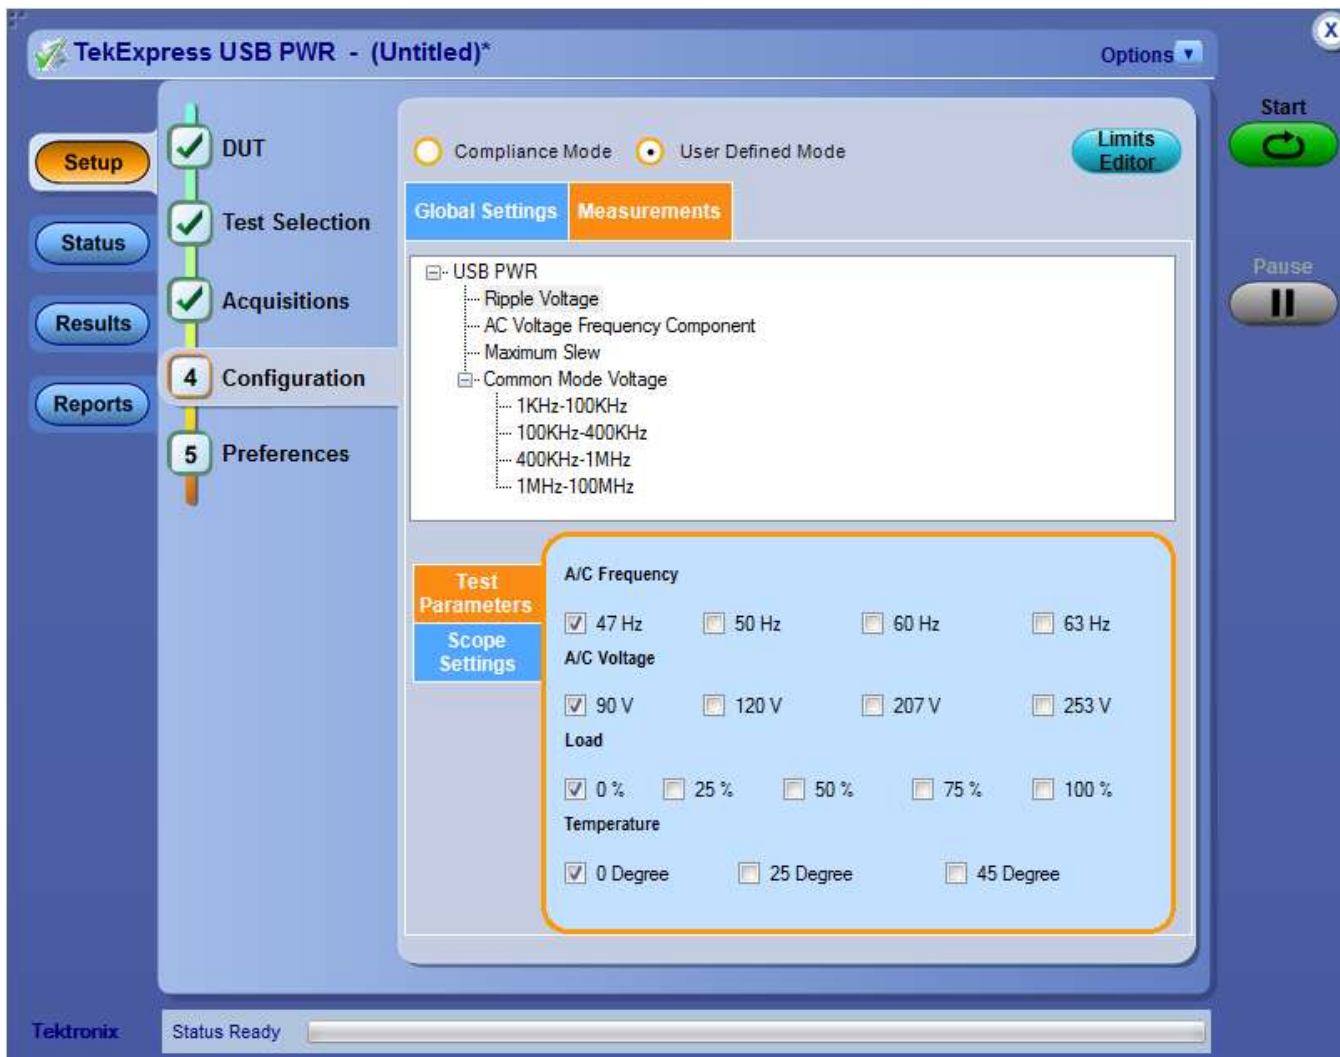 TekExpress USB PWR - (Untitled)*
Options
X
Setup
Status
Results
Reports
DUT
Test Selection
Acquisitions
4 Configuration
5 Preferences
Compliance Mode User Defined Mode
Limits
Editor
Start
Pause
Global Settings Measurements
USB PWR
Ripple Voltage
AC Voltage Frequency Component
Maximum Slew
Common Mode Voltage
1KHz-100KHz
100KHz-400KHz
400KHz-1MHz
1MHz-100MHz
Test
Parameters
Scope
Settings
A/C Frequency
47 Hz 50 Hz 60 Hz 63 Hz
A/C Voltage
90 V 120 V 207 V 253 V
Load
0 % 25 % 50 % 75 % 100 %
Temperature
0 Degree 25 Degree 45 Degree
Tektronix
Status Ready